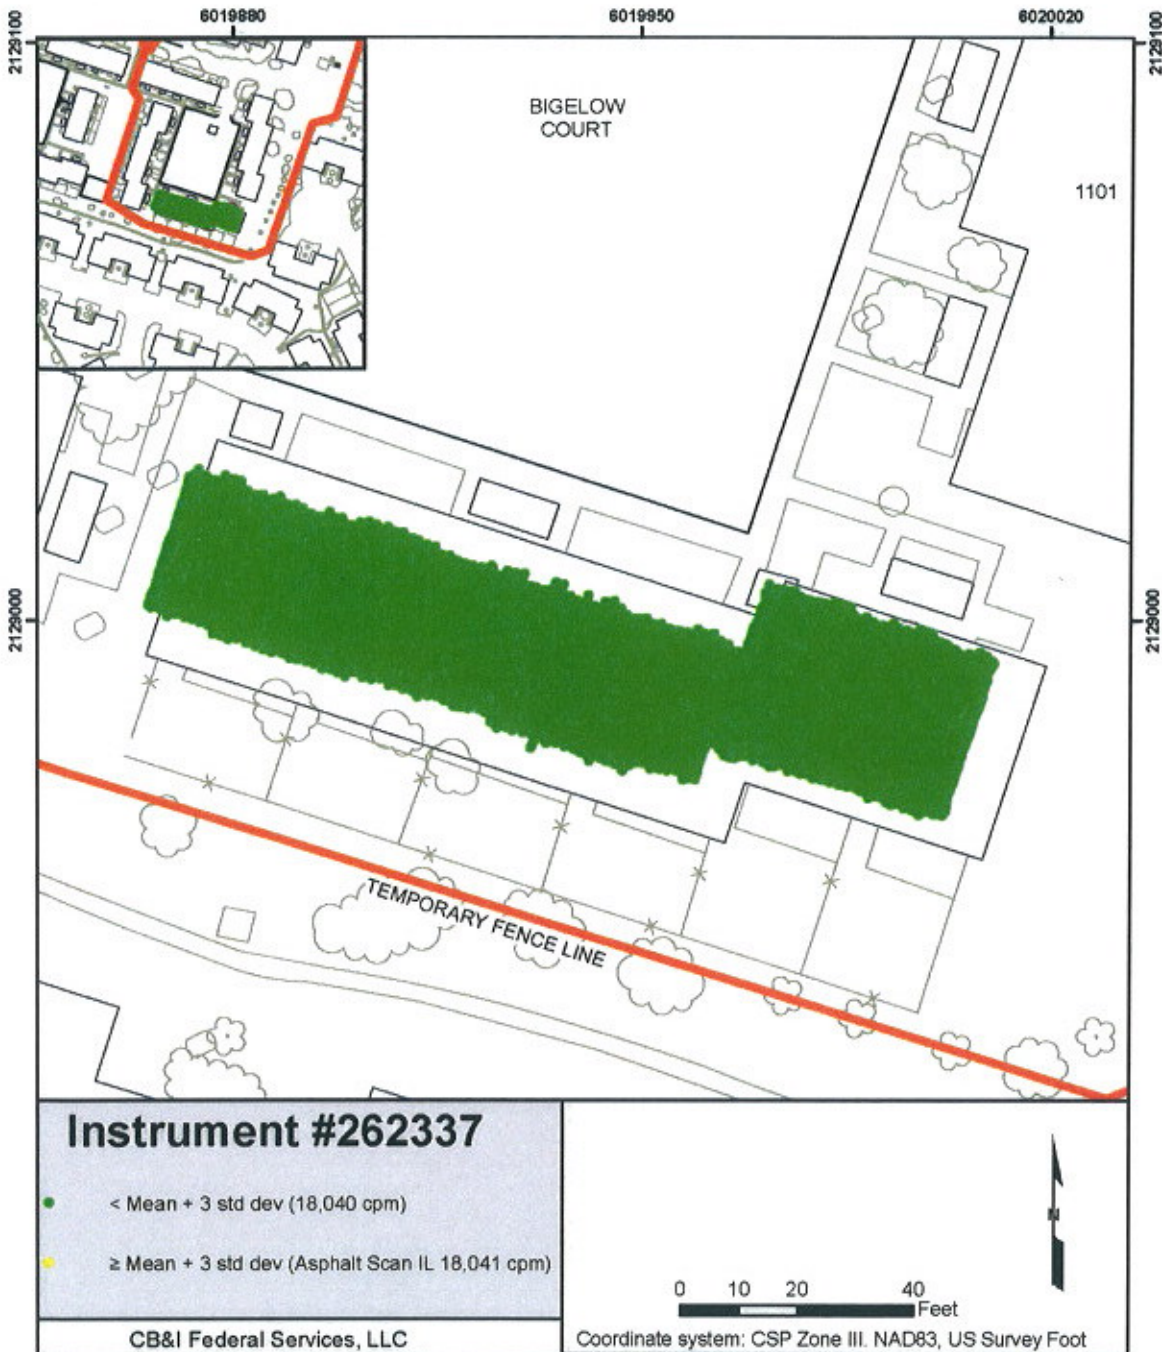 6019880 6019950 6020020
2129100 2129100
BIGELOW
COURT
1101
2129000 2129000
TEMPORARY FENCE LINE
Instrument #262337
< Mean + 3 std dev (18,040 cpm)
≥ Mean + 3 std dev (Asphalt Scan IL 18,041 cpm)
CB&I Federal Services, LLC
N
0 10 20 40
Feet
Coordinate system: CSP Zone III. NAD83, US Survey Foot